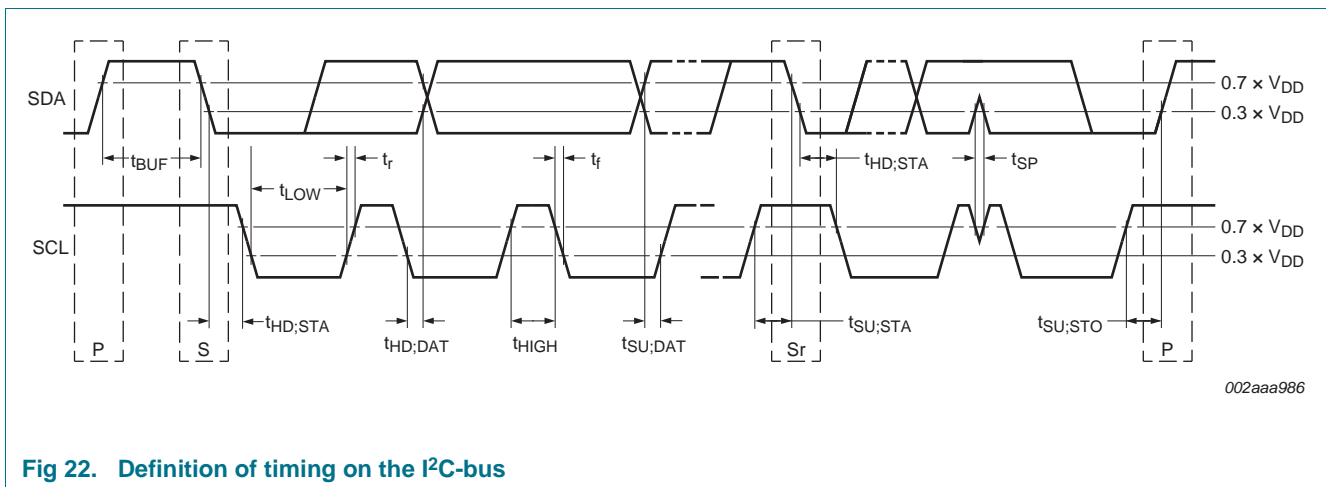 SDA
0.7 × VDD
0.3 × VDD
tBUF
tr
tf
tHD;STA
tSP
tLOW
SCL
0.7 × VDD
0.3 × VDD
tHD;STA
tHD;DAT
tHIGH
tSU;DAT
tSU;STA
tSU;STO
P
S
Sr
P
002aaa986
Fig 22. Definition of timing on the I²C-bus